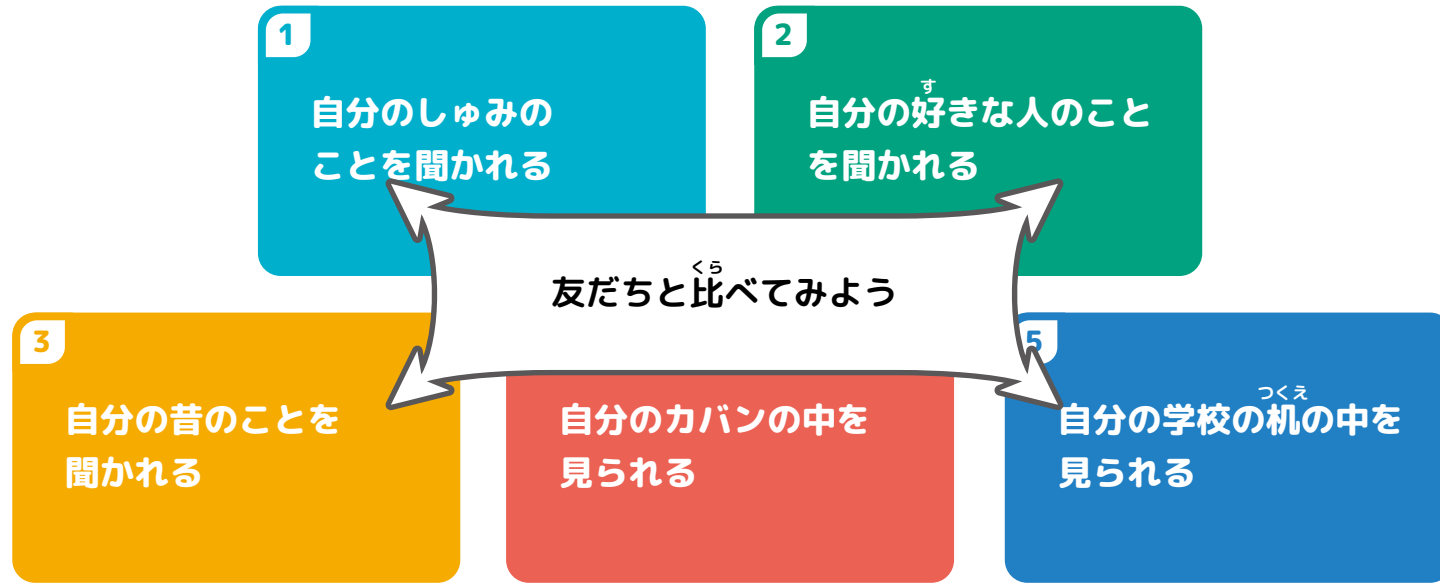 1
自分のしゅみの
ことを聞かれる
2
自分の好きな人のこと
を聞かれる
友だちと比べてみよう
3
自分の昔のことを
聞かれる
自分のカバンの中を
見られる
5
自分の学校の机の中を
見られる
す
くら
つくえ